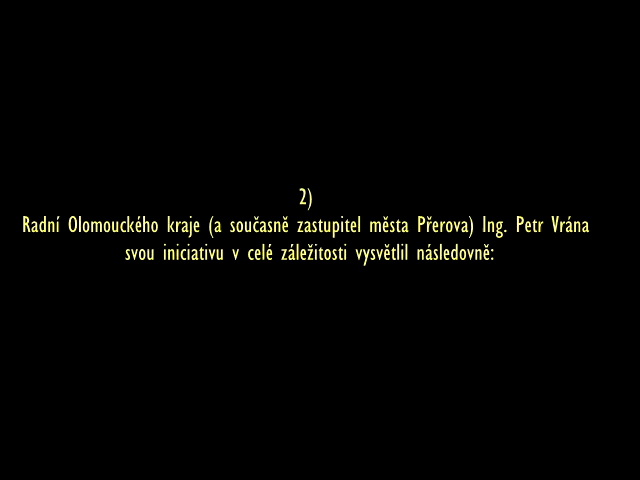 2)
Radní Olomouckého kraje (a současně zastupitel města Přerova) Ing. Petr Vrána
svou iniciativu v celé záležitosti vysvětlil následovně: